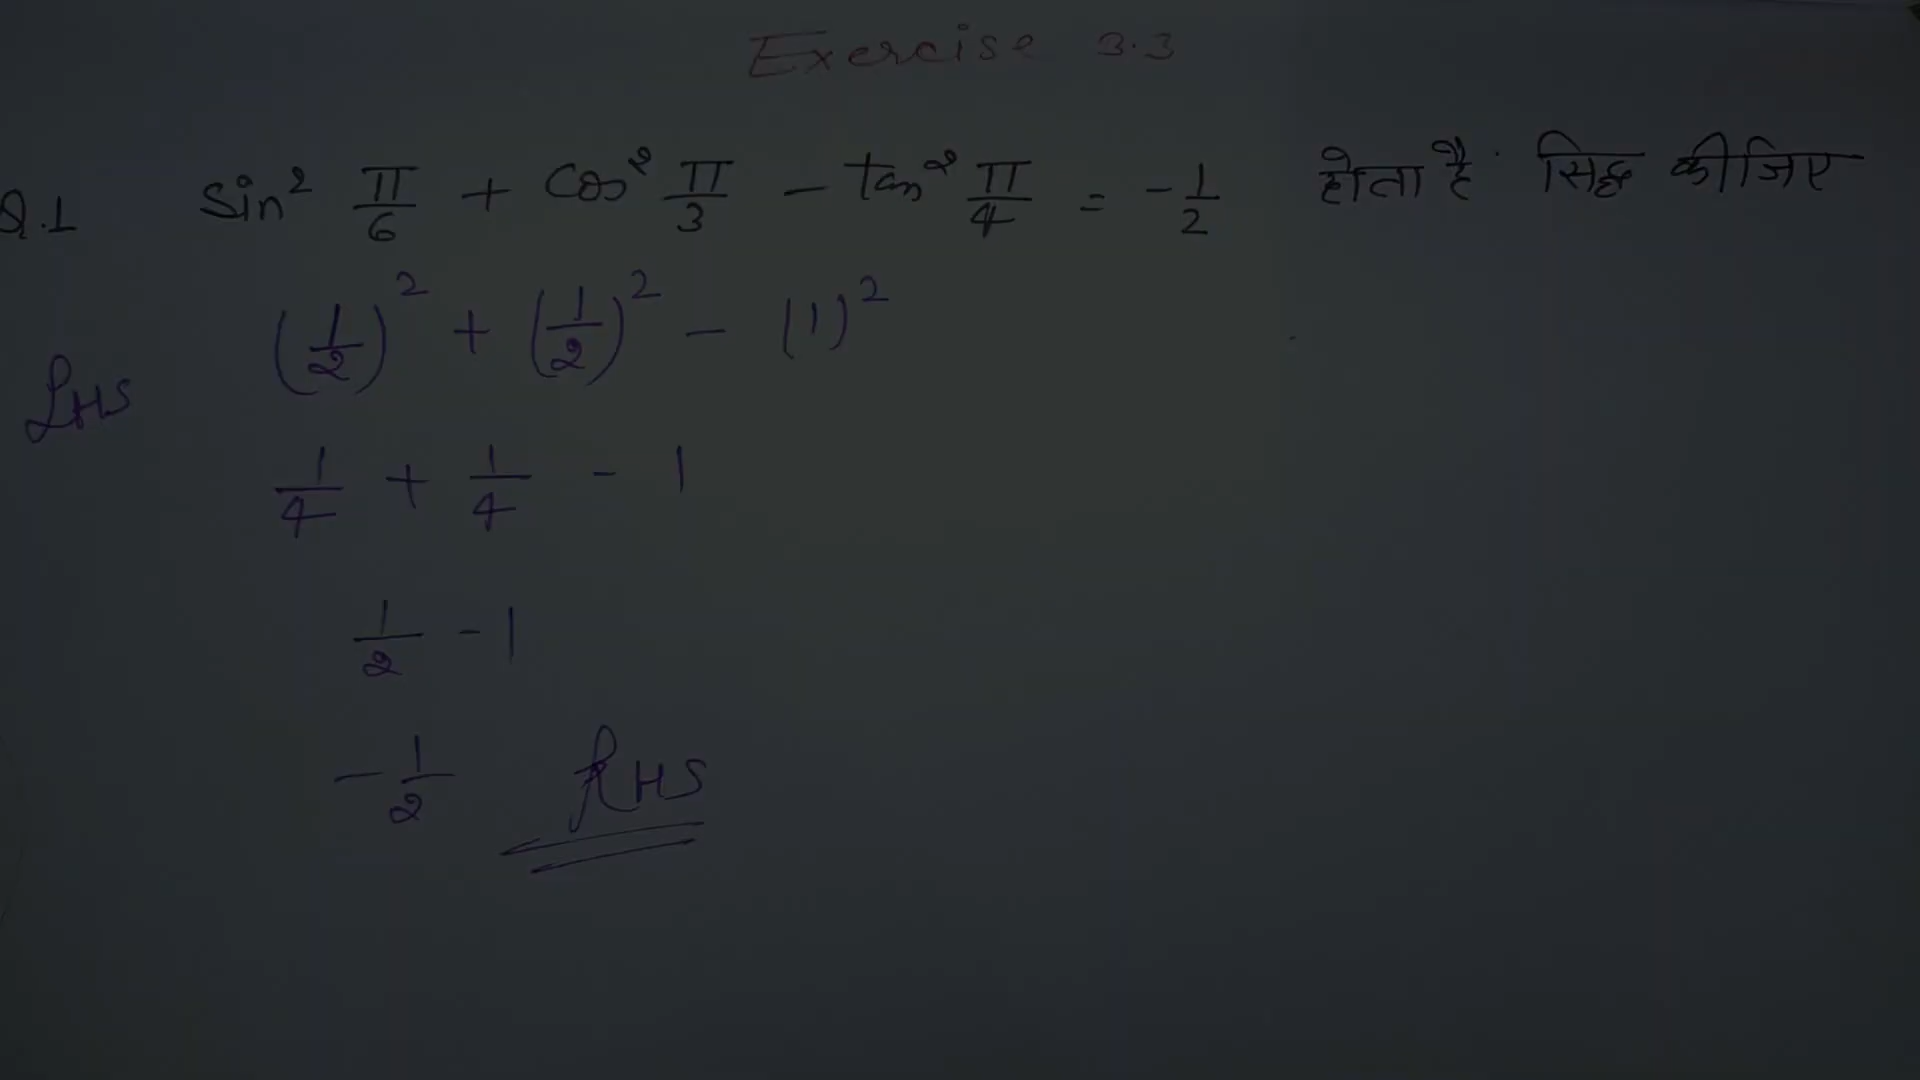 Exercise 3.3
Q.1 sin² π/6 + cos² π/3 - tan² π/4 = -1/2 होता है. सिद्ध कीजिए
(1/2)² + (1/2)² - (1)²
LHS
1/4 + 1/4 - 1
1/2 - 1
-1/2 RHS